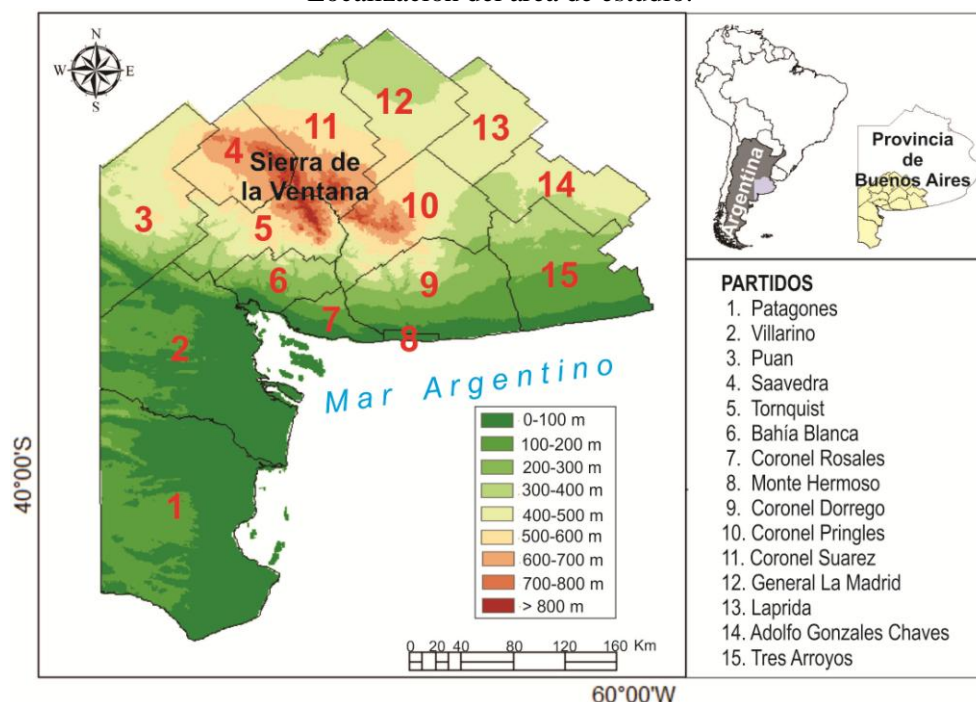 Localización del área de estudio.
N
W E
S
12
11
13
4
Sierra de
la Ventana
14
3
10
5
6
9
15
7
8
2
Mar Argentino
1
40°00'S
0-100 m
100-200 m
200-300 m
300-400 m
400-500 m
500-600 m
600-700 m
700-800 m
> 800 m
0 20 40 80 120 160 Km
60°00'W
Argentina
Provincia
de
Buenos Aires
PARTIDOS
1. Patagones
2. Villarino
3. Puan
4. Saavedra
5. Tornquist
6. Bahía Blanca
7. Coronel Rosales
8. Monte Hermoso
9. Coronel Dorrego
10. Coronel Pringles
11. Coronel Suarez
12. General La Madrid
13. Laprida
14. Adolfo Gonzales Chaves
15. Tres Arroyos